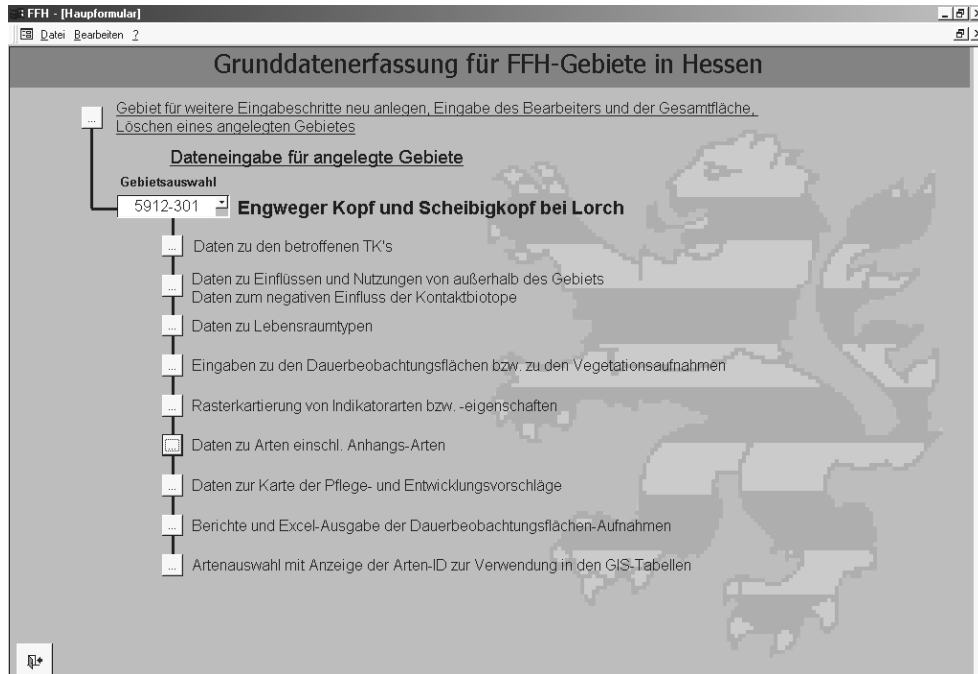 FFH - [Haupformular]
Datei Bearbeiten ?
Grunddatenerfassung für FFH-Gebiete in Hessen
...
Gebiet für weitere Eingabeschritte neu anlegen, Eingabe des Bearbeiters und der Gesamtfläche,
Löschen eines angelegten Gebietes
Dateneingabe für angelegte Gebiete
Gebietsauswahl
5912-301 Engweger Kopf und Scheibigkopf bei Lorch
... Daten zu den betroffenen TK's
... Daten zu Einflüssen und Nutzungen von außerhalb des Gebiets
Daten zum negativen Einfluss der Kontaktbiotope
... Daten zu Lebensraumtypen
... Eingaben zu den Dauerbeobachtungsflächen bzw. zu den Vegetationsaufnahmen
... Rasterkartierung von Indikatorarten bzw. -eigenschaften
... Daten zu Arten einschl. Anhangs-Arten
... Daten zur Karte der Pflege- und Entwicklungsvorschläge
... Berichte und Excel-Ausgabe der Dauerbeobachtungsflächen-Aufnahmen
... Artenauswahl mit Anzeige der Arten-ID zur Verwendung in den GIS-Tabellen